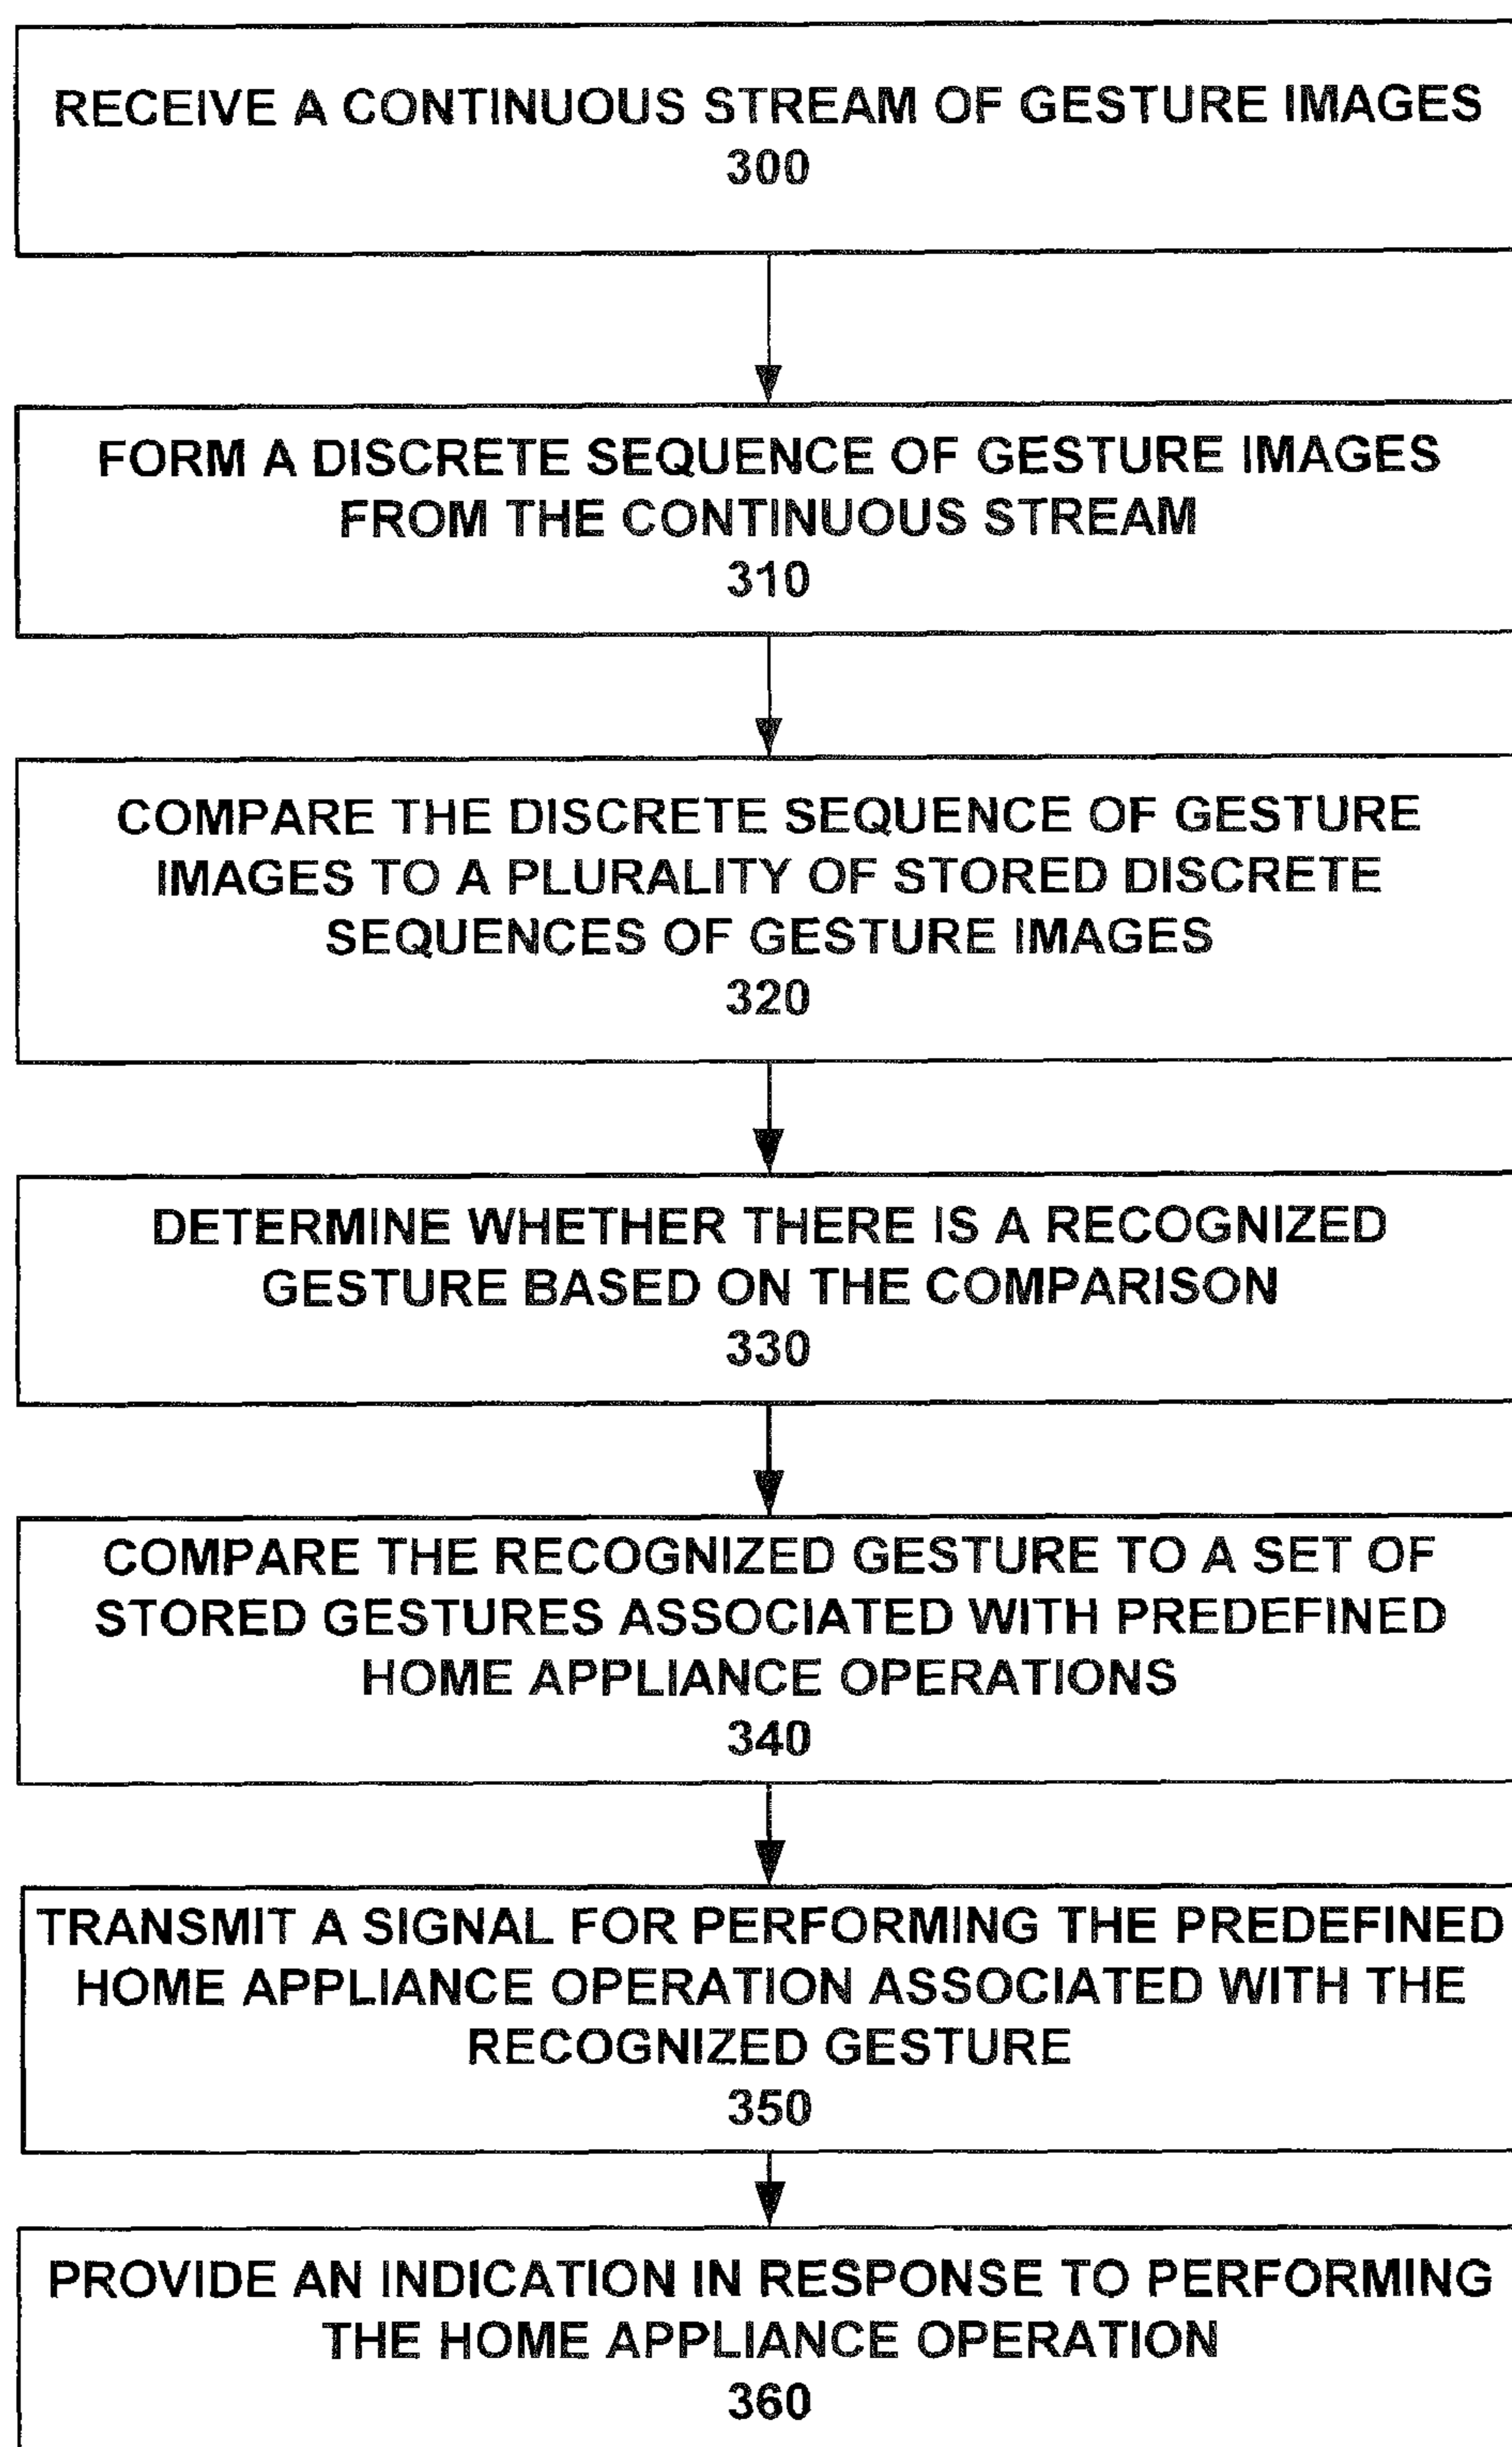 RECEIVE A CONTINUOUS STREAM OF GESTURE IMAGES
300
FORM A DISCRETE SEQUENCE OF GESTURE IMAGES
FROM THE CONTINUOUS STREAM
310
COMPARE THE DISCRETE SEQUENCE OF GESTURE
IMAGES TO A PLURALITY OF STORED DISCRETE
SEQUENCES OF GESTURE IMAGES
320
DETERMINE WHETHER THERE IS A RECOGNIZED
GESTURE BASED ON THE COMPARISON
330
COMPARE THE RECOGNIZED GESTURE TO A SET OF
STORED GESTURES ASSOCIATED WITH PREDEFINED
HOME APPLIANCE OPERATIONS
340
TRANSMIT A SIGNAL FOR PERFORMING THE PREDEFINED
HOME APPLIANCE OPERATION ASSOCIATED WITH THE
RECOGNIZED GESTURE
350
PROVIDE AN INDICATION IN RESPONSE TO PERFORMING
THE HOME APPLIANCE OPERATION
360